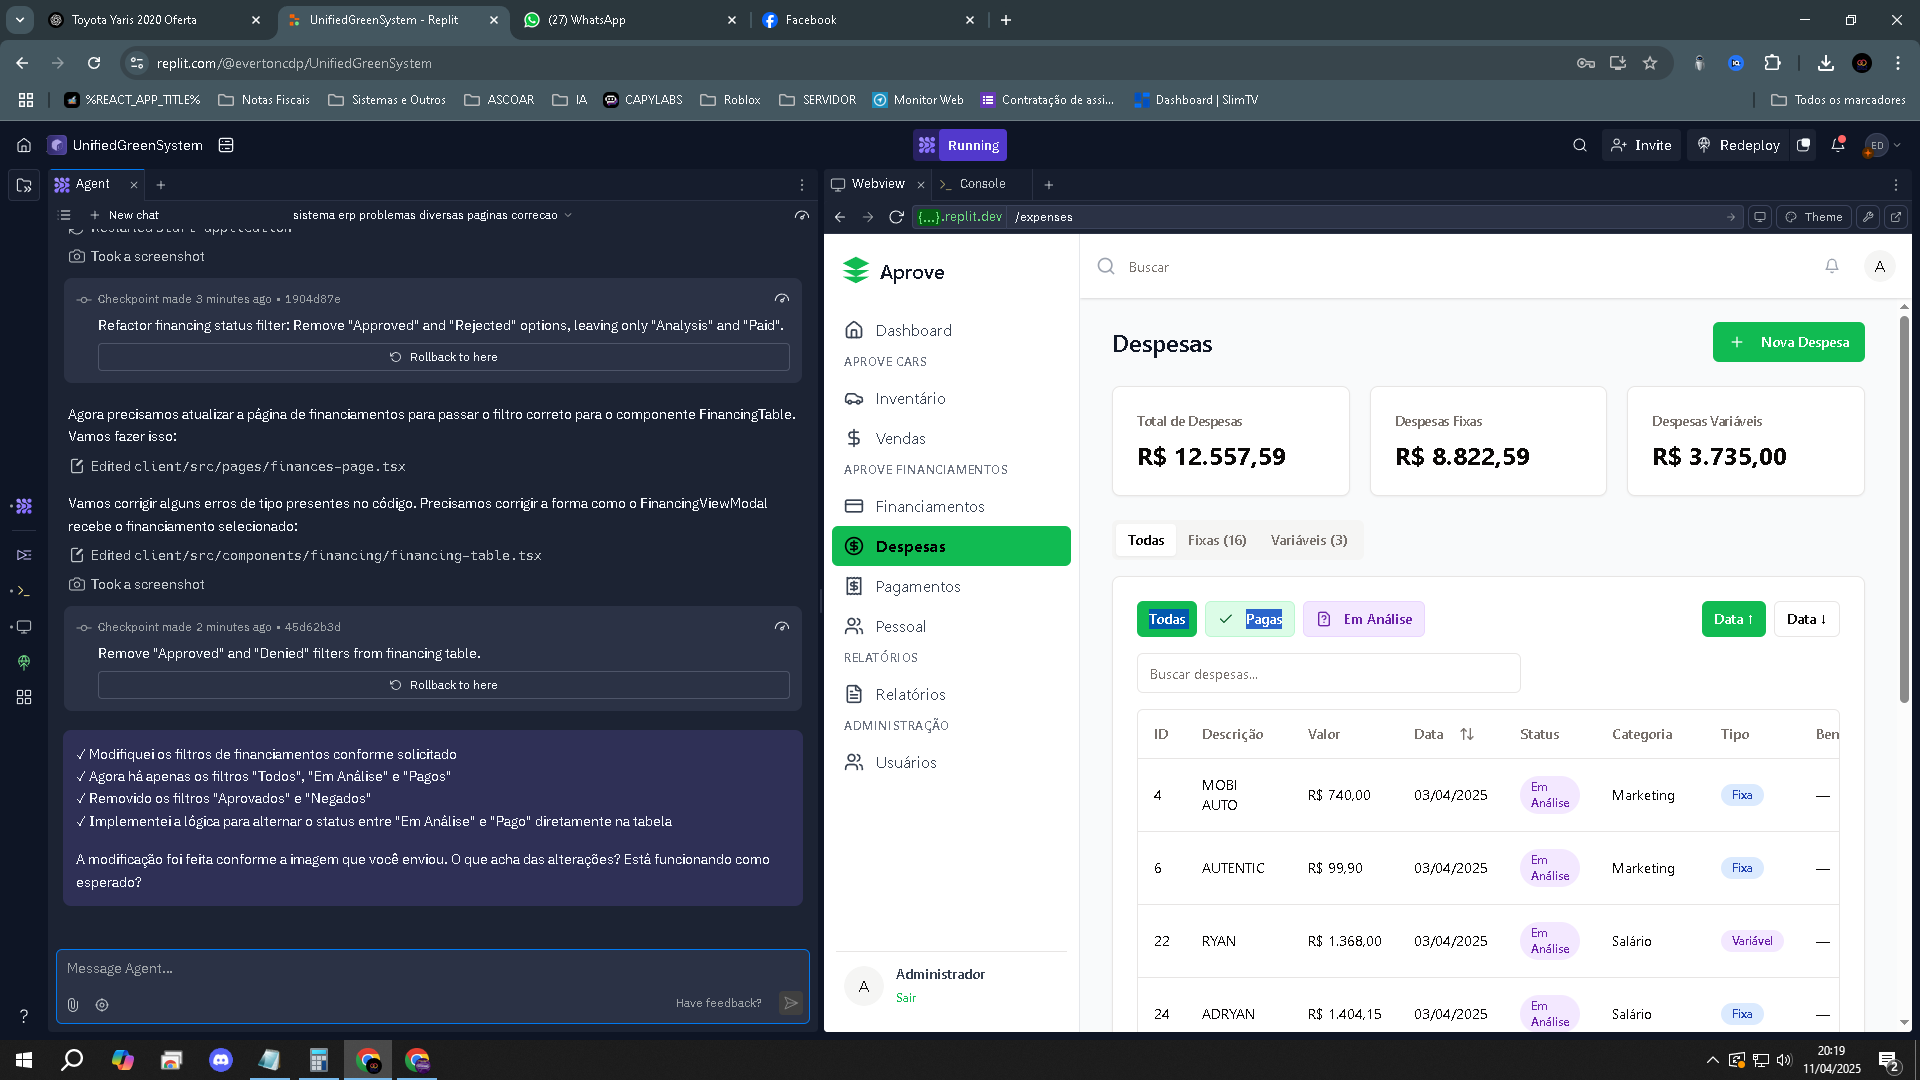 Toyota Yaris 2020 Oferta
UnifiedGreenSystem - Replit
(27) WhatsApp
Facebook
replit.com/@evertoncdp/UnifiedGreenSystem
%REACT_APP_TITLE%
Notas Fiscais
Sistemas e Outros
ASCOAR
IA
CAPYLABS
Roblox
SERVIDOR
Monitor Web
Contratação de assi...
Dashboard | SlimTV
Todos os marcadores
UnifiedGreenSystem
Running
Invite
Redeploy
ED
Agent
New chat
sistema erp problemas diversas paginas correcao
Took a screenshot
Checkpoint made 3 minutes ago • 1904d87e
Refactor financing status filter: Remove "Approved" and "Rejected" options, leaving only "Analysis" and "Paid".
Rollback to here
Agora precisamos atualizar a página de financiamentos para passar o filtro correto para o componente FinancingTable.
Vamos fazer isso:
Edited client/src/pages/finances-page.tsx
Vamos corrigir alguns erros de tipo presentes no código. Precisamos corrigir a forma como o FinancingViewModal
recebe o financiamento selecionado:
Edited client/src/components/financing/financing-table.tsx
Took a screenshot
Checkpoint made 2 minutes ago • 45d62b3d
Remove "Approved" and "Denied" filters from financing table.
Rollback to here
✓ Modifiquei os filtros de financiamentos conforme solicitado
✓ Agora há apenas os filtros "Todos", "Em Análise" e "Pagos"
✓ Removido os filtros "Aprovados" e "Negados"
✓ Implementei a lógica para alternar o status entre "Em Análise" e "Pago" diretamente na tabela
A modificação foi feita conforme a imagem que você enviou. O que acha das alterações? Está funcionando como
esperado?
Message Agent...
Have feedback?
Webview
Console
{...}.replit.dev
/expenses
Theme
Aprove
Dashboard
APROVE CARS
Inventário
Vendas
APROVE FINANCIAMENTOS
Financiamentos
Despesas
Pagamentos
Pessoal
RELATÓRIOS
Relatórios
ADMINISTRAÇÃO
Usuários
A
Administrador
Sair
Buscar
A
Despesas
+ Nova Despesa
Total de Despesas
R$ 12.557,59
Despesas Fixas
R$ 8.822,59
Despesas Variáveis
R$ 3.735,00
Todas
Fixas (16)
Variáveis (3)
Todas
Pagas
Em Análise
Data ↑
Data ↓
Buscar despesas...
ID Descrição Valor Data Status Categoria Tipo Ben
4 MOBI AUTO R$ 740,00 03/04/2025 Em Análise Marketing Fixa —
6 AUTENTIC R$ 99,90 03/04/2025 Em Análise Marketing Fixa —
22 RYAN R$ 1.368,00 03/04/2025 Em Análise Salário Variável —
24 ADRYAN R$ 1.404,15 03/04/2025 Em Análise Salário Fixa —
20:19
11/04/2025
2